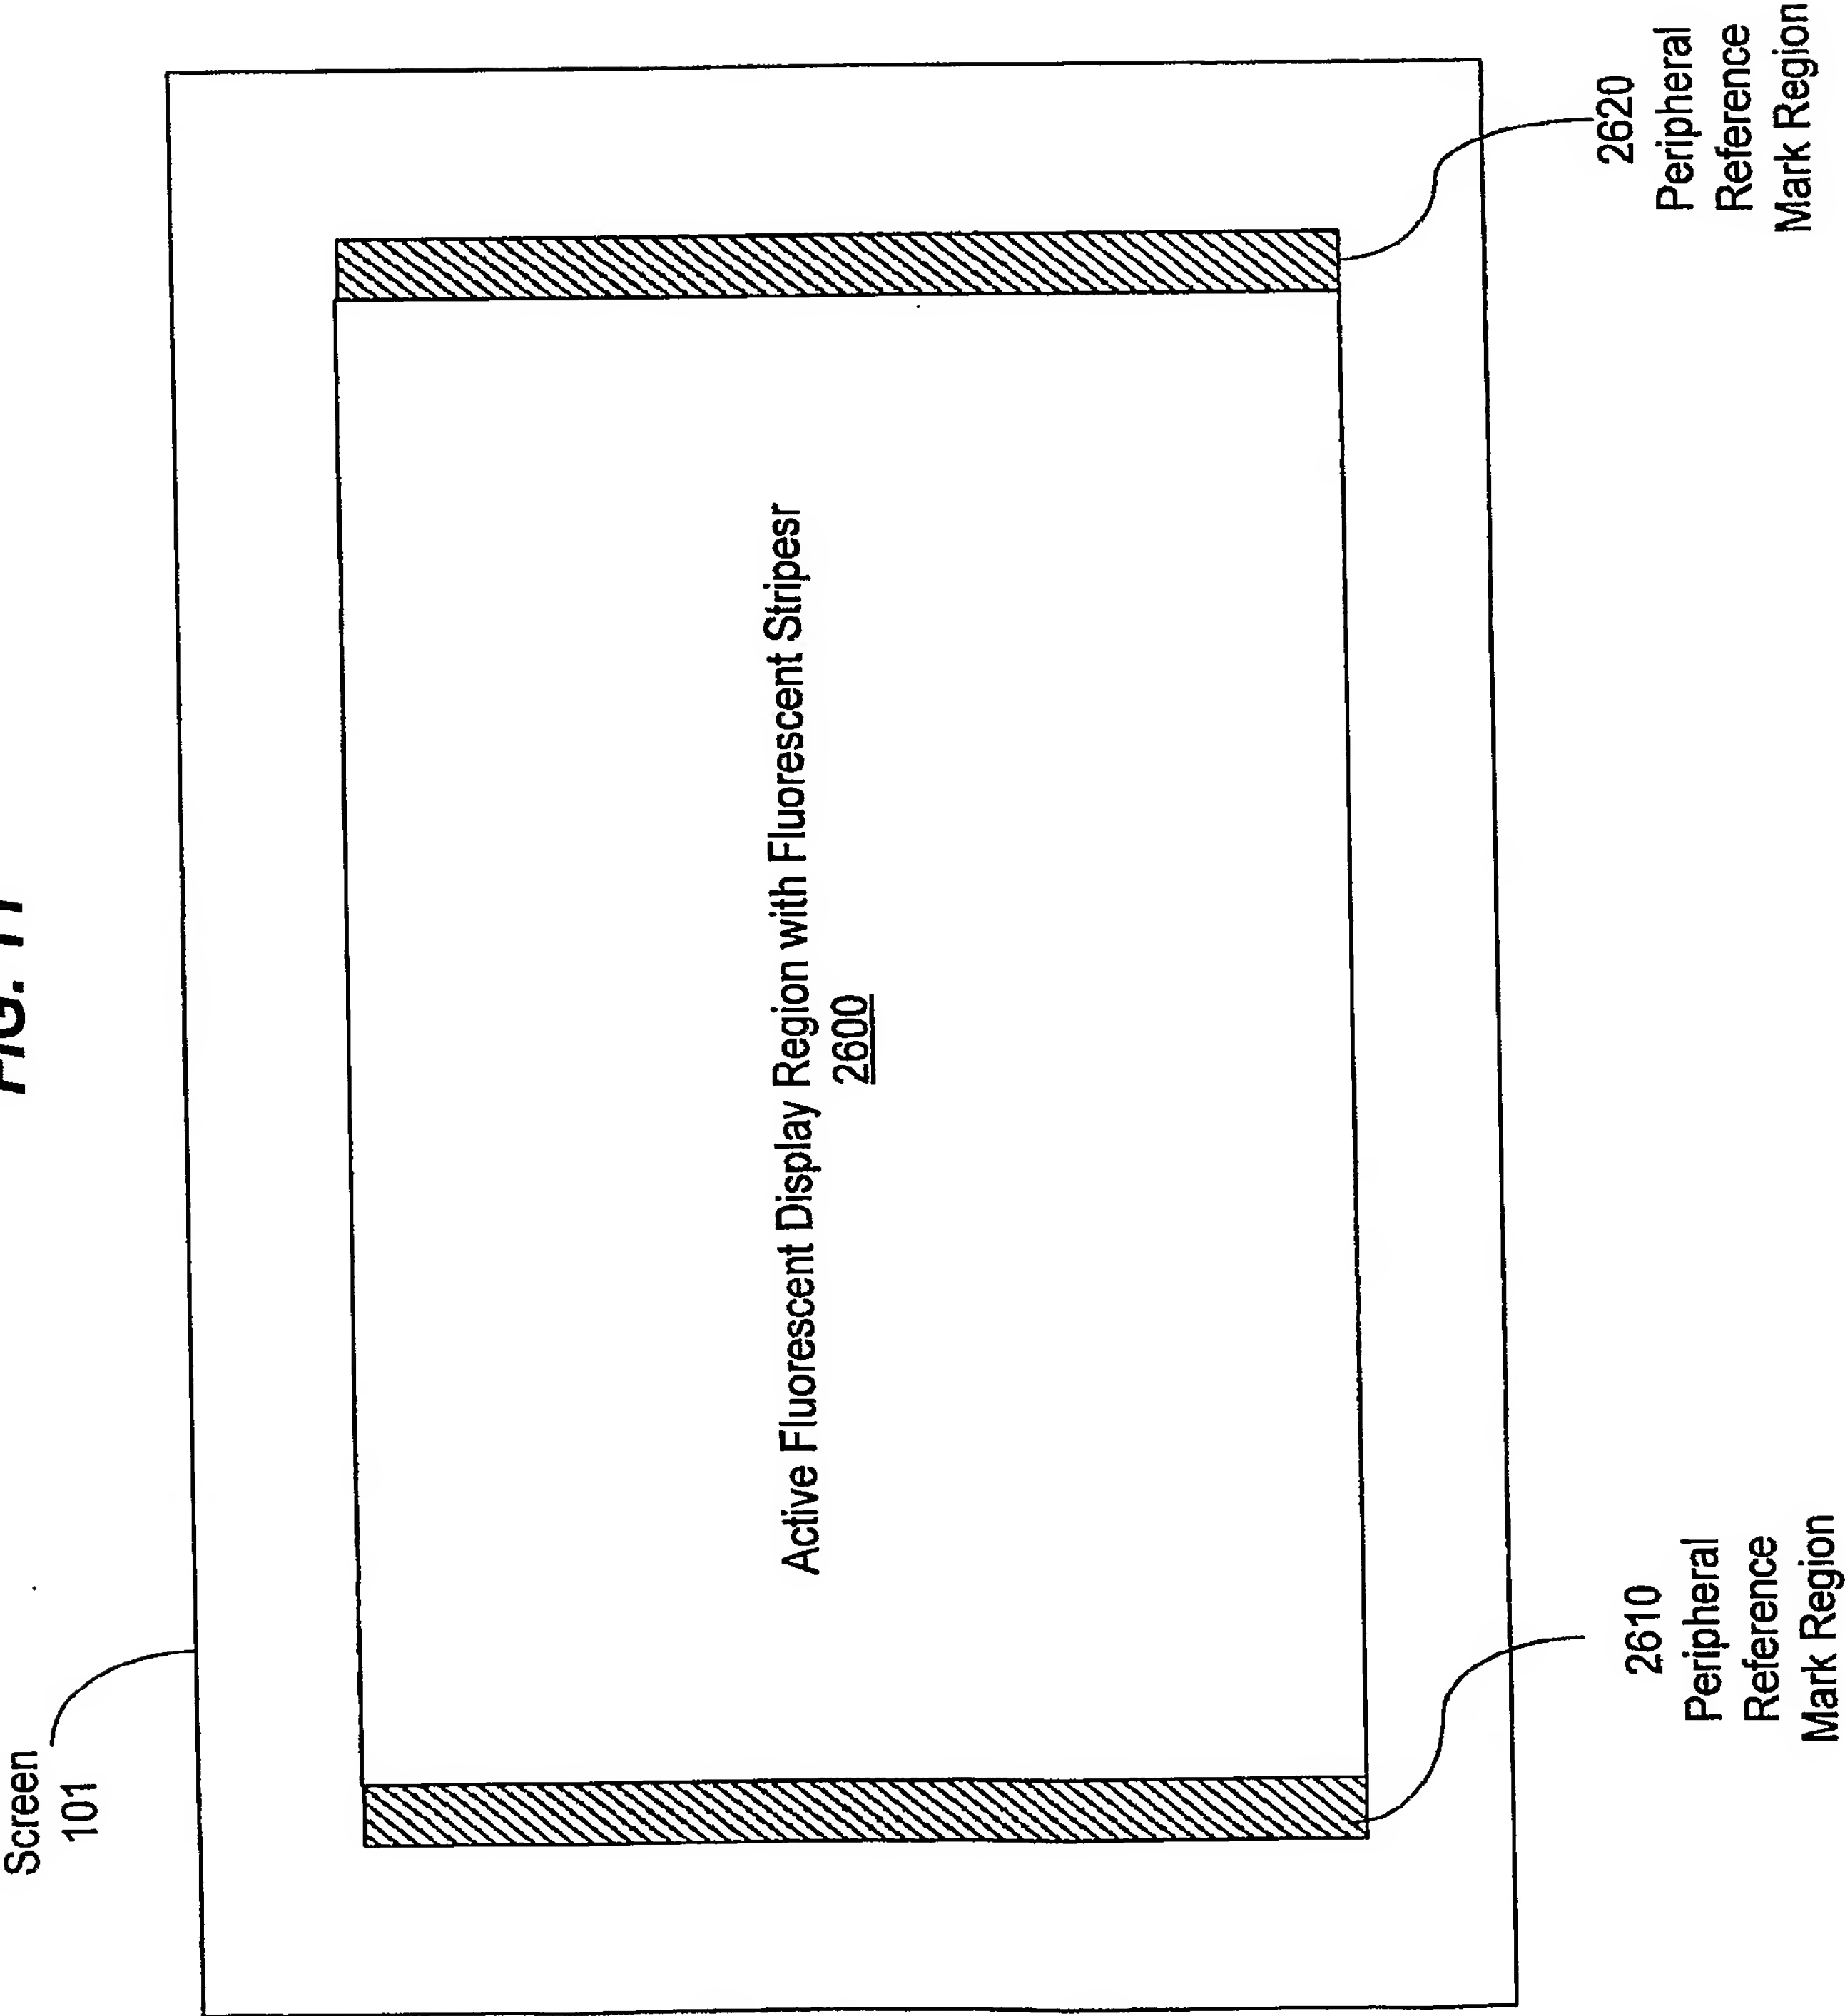 FIG.
Screen
101
Active Fluorescent Display Region with Fluorescent Stripesr
2600
2610
Peripheral
Reference
Mark Region
2620
Peripheral
Reference
Mark Region